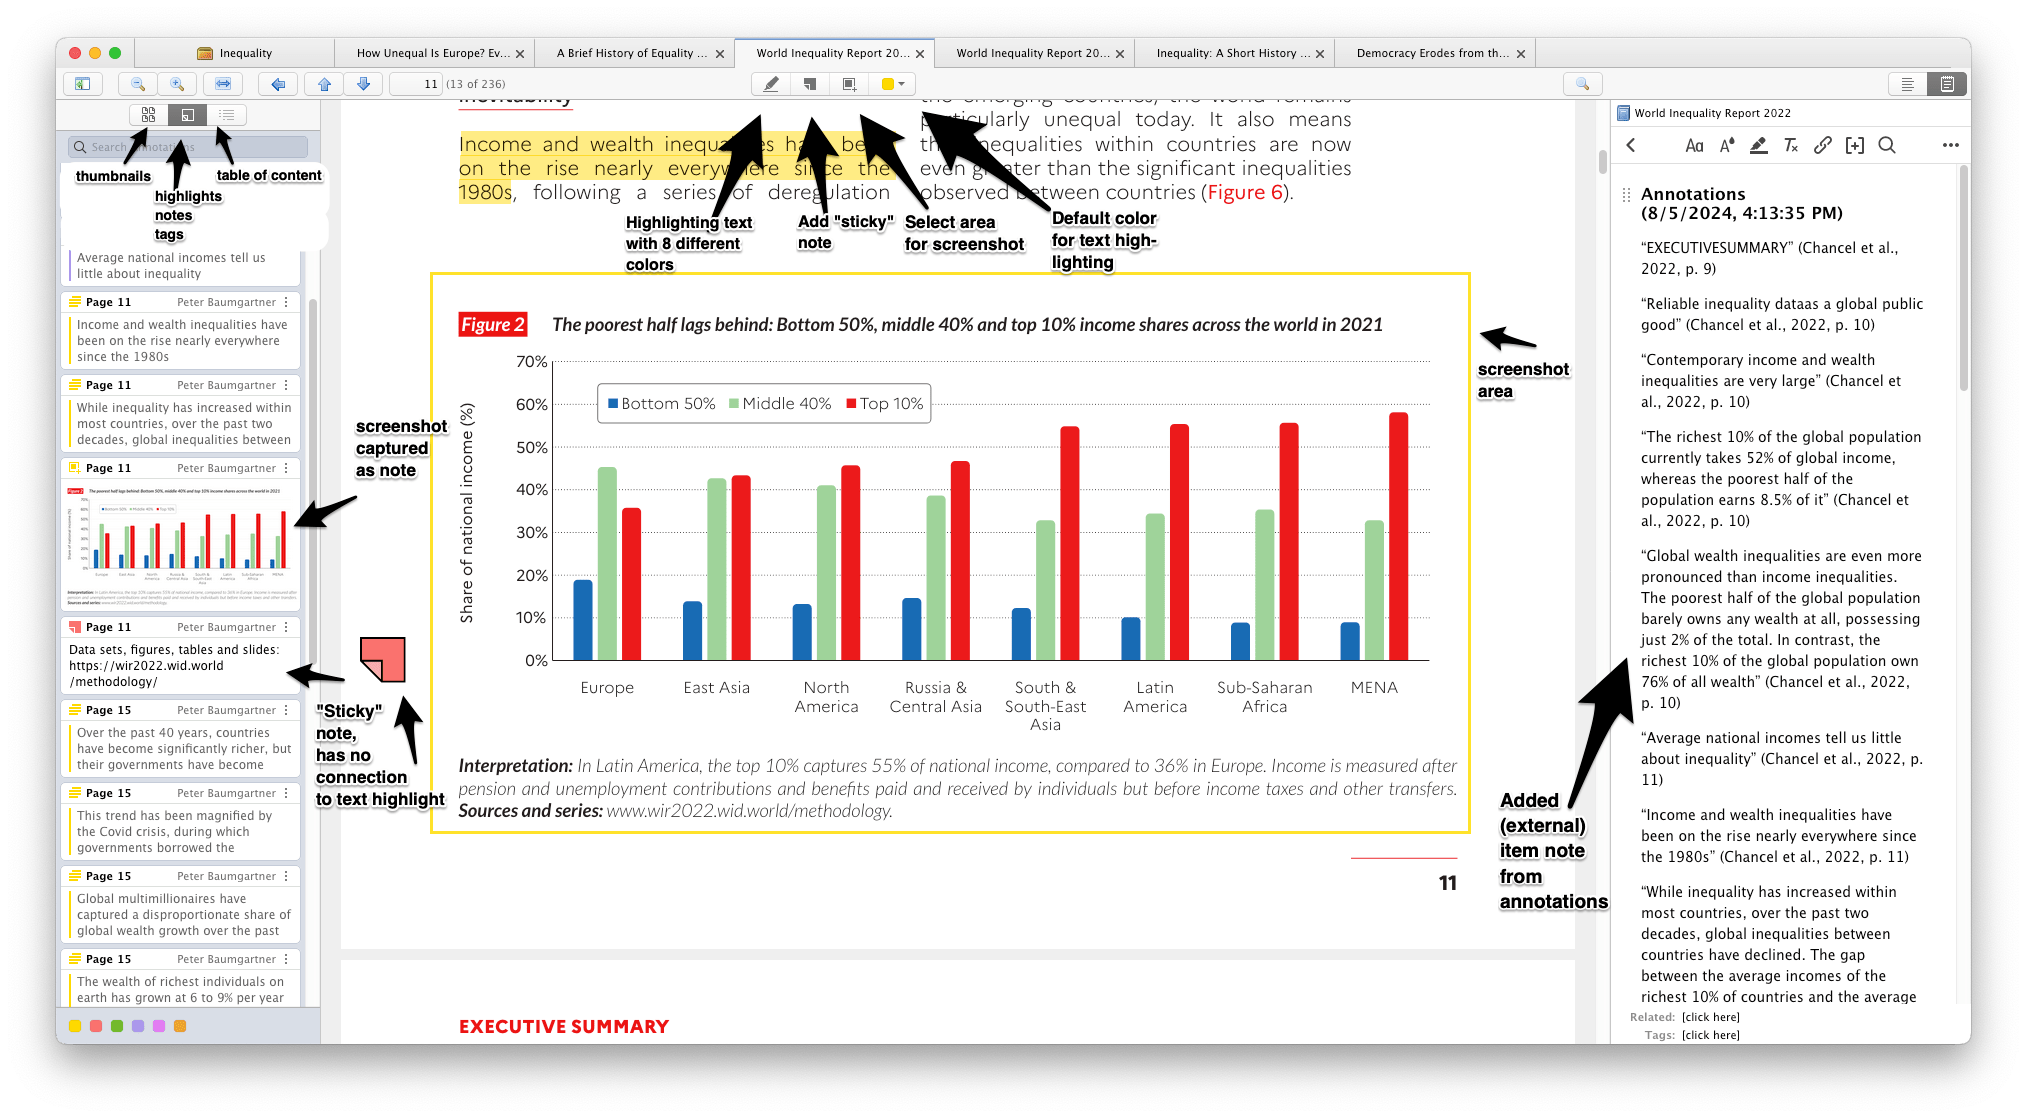 Inequality
How Unequal Is Europe? Ev...
A Brief History of Equality ...
World Inequality Report 20...
World Inequality Report 20...
Inequality: A Short History ...
Democracy Erodes from th...
11 (13 of 236)
Search annotations
thumbnails
highlights
notes
tags
table of content
Average national incomes tell us
little about inequality
Page 11 Peter Baumgartner
Income and wealth inequalities have
been on the rise nearly everywhere
since the 1980s
Page 11 Peter Baumgartner
While inequality has increased within
most countries, over the past two
decades, global inequalities between
Page 11 Peter Baumgartner
Figure 2 The poorest half lags behind: Bottom 50%, middle 40% and top 10% income shares across the world in 2021
Page 11 Peter Baumgartner
Data sets, figures, tables and slides:
https://wir2022.wid.world
/methodology/
Page 15 Peter Baumgartner
Over the past 40 years, countries
have become significantly richer, but
their governments have become
Page 15 Peter Baumgartner
This trend has been magnified by
the Covid crisis, during which
governments borrowed the
Page 15 Peter Baumgartner
Global multimillionaires have
captured a disproportionate share of
global wealth growth over the past
Page 15 Peter Baumgartner
The wealth of richest individuals on
earth has grown at 6 to 9% per year
screenshot
captured
as note
"Sticky"
note,
has no
connection
to text highlight
inevitability
Income and wealth inequalities have been
on the rise nearly everywhere since the
1980s, following a series of deregulation
the emerging countries, the world remains
particularly unequal today. It also means
that inequalities within countries are now
even greater than the significant inequalities
observed between countries (Figure 6).
Highlighting text
with 8 different
colors
Add "sticky"
note
Select area
for screenshot
Default color
for text high-
lighting
screenshot
area
Figure 2 The poorest half lags behind: Bottom 50%, middle 40% and top 10% income shares across the world in 2021
Share of national income (%)
70%
60%
50%
40%
30%
20%
10%
0%
Bottom 50% Middle 40% Top 10%
Europe
East Asia
North
America
Russia &
Central Asia
South &
South-East
Asia
Latin
America
Sub-Saharan
Africa
MENA
Interpretation: In Latin America, the top 10% captures 55% of national income, compared to 36% in Europe. Income is measured after
pension and unemployment contributions and benefits paid and received by individuals but before income taxes and other transfers.
Sources and series: www.wir2022.wid.world/methodology.
11
EXECUTIVE SUMMARY
Added
(external)
item note
from
annotations
World Inequality Report 2022
Annotations
(8/5/2024, 4:13:35 PM)
“EXECUTIVESUMMARY” (Chancel et al.,
2022, p. 9)
“Reliable inequality dataas a global public
good” (Chancel et al., 2022, p. 10)
“Contemporary income and wealth
inequalities are very large” (Chancel et
al., 2022, p. 10)
“The richest 10% of the global population
currently takes 52% of global income,
whereas the poorest half of the
population earns 8.5% of it” (Chancel et
al., 2022, p. 10)
“Global wealth inequalities are even more
pronounced than income inequalities.
The poorest half of the global population
barely owns any wealth at all, possessing
just 2% of the total. In contrast, the
richest 10% of the global population own
76% of all wealth” (Chancel et al., 2022,
p. 10)
“Average national incomes tell us little
about inequality” (Chancel et al., 2022, p.
11)
“Income and wealth inequalities have
been on the rise nearly everywhere since
the 1980s” (Chancel et al., 2022, p. 11)
“While inequality has increased within
most countries, over the past two
decades, global inequalities between
countries have declined. The gap
between the average incomes of the
richest 10% of countries and the average
Related: [click here]
Tags: [click here]